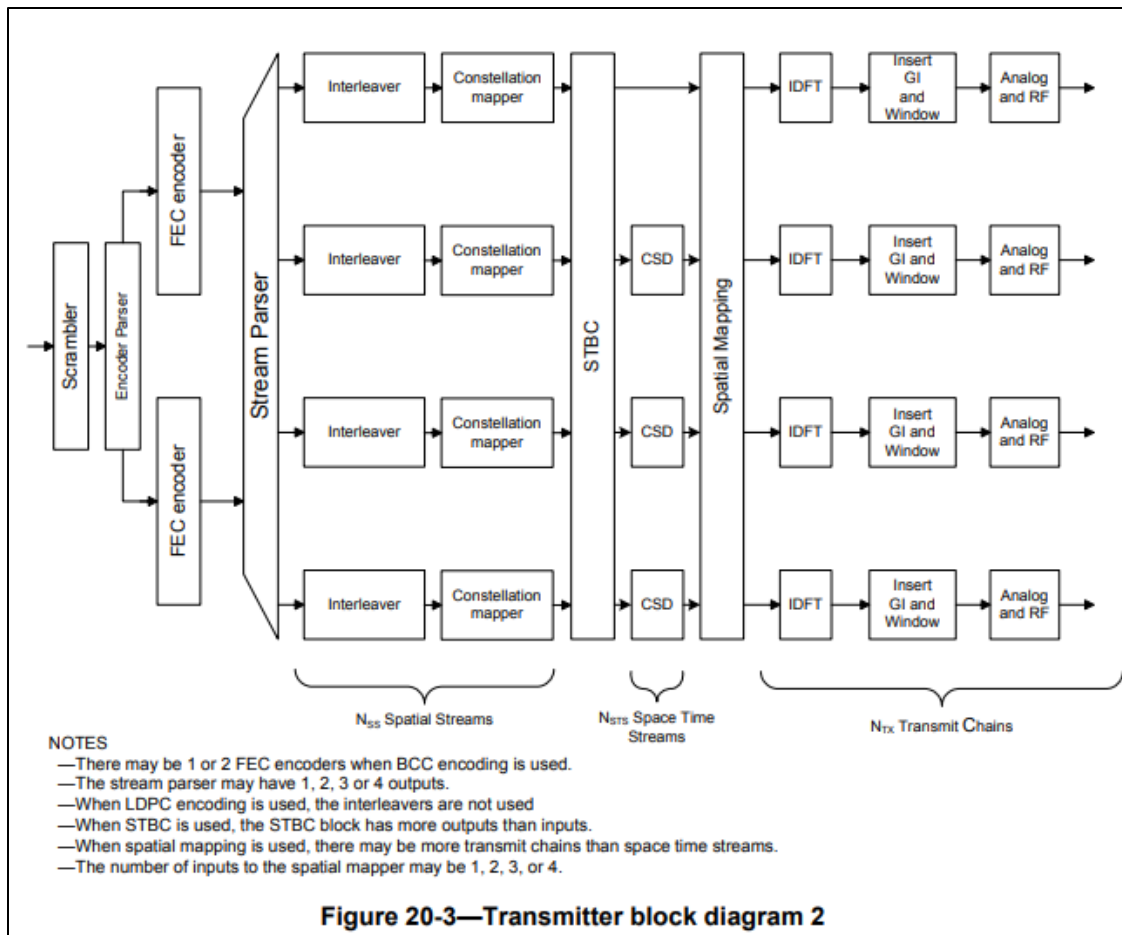 Scrambler
Encoder Parser
FEC encoder
FEC encoder
Stream Parser
Interleaver
Constellation
mapper
STBC
Spatial Mapping
IDFT
Insert
GI
and
Window
Analog
and RF
Interleaver
Constellation
mapper
CSD
IDFT
Insert
GI and
Window
Analog
and RF
Interleaver
Constellation
mapper
CSD
IDFT
Insert
GI and
Window
Analog
and RF
Interleaver
Constellation
mapper
CSD
IDFT
Insert
GI and
Window
Analog
and RF
NSS Spatial Streams
NSTS Space Time
Streams
NTX Transmit Chains
NOTES
—There may be 1 or 2 FEC encoders when BCC encoding is used.
—The stream parser may have 1, 2, 3 or 4 outputs.
—When LDPC encoding is used, the interleavers are not used
—When STBC is used, the STBC block has more outputs than inputs.
—When spatial mapping is used, there may be more transmit chains than space time streams.
—The number of inputs to the spatial mapper may be 1, 2, 3, or 4.
Figure 20-3—Transmitter block diagram 2